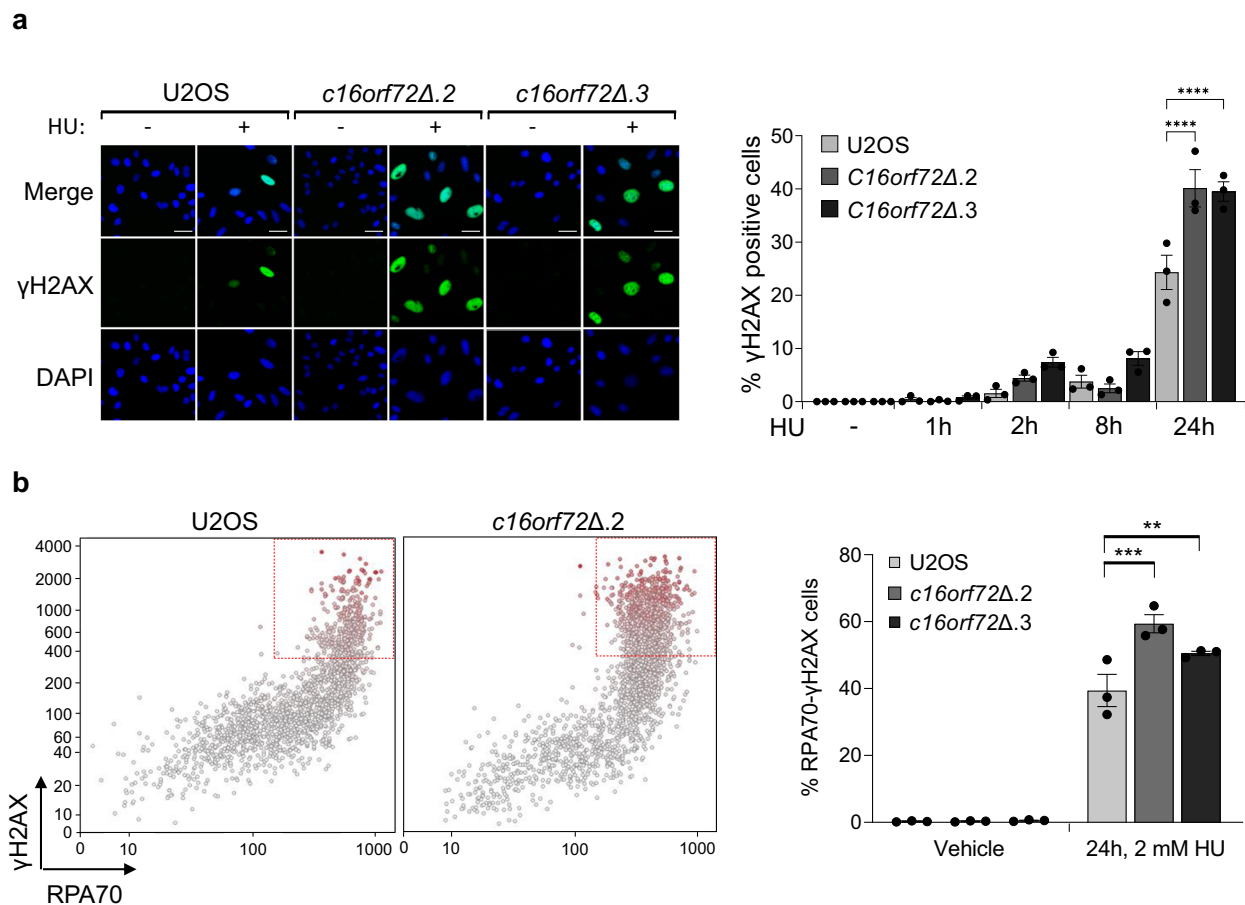 a
U2OS c16orf72Δ.2 c16orf72Δ.3
HU: - + - + - +
Merge
γH2AX
DAPI
% γH2AX positive cells
50
40
30
20
10
0
U2OS
C16orf72Δ.2
C16orf72Δ.3
****
****
HU - 1h 2h 8h 24h
b
U2OS c16orf72Δ.2
4000
2000
1000
600
400
200
100
60
40
20
10
0
0 10 100 1000 0 10 100 1000
γH2AX
RPA70
% RPA70-γH2AX cells
80
60
40
20
0
U2OS
c16orf72Δ.2
c16orf72Δ.3
**
***
Vehicle 24h, 2 mM HU